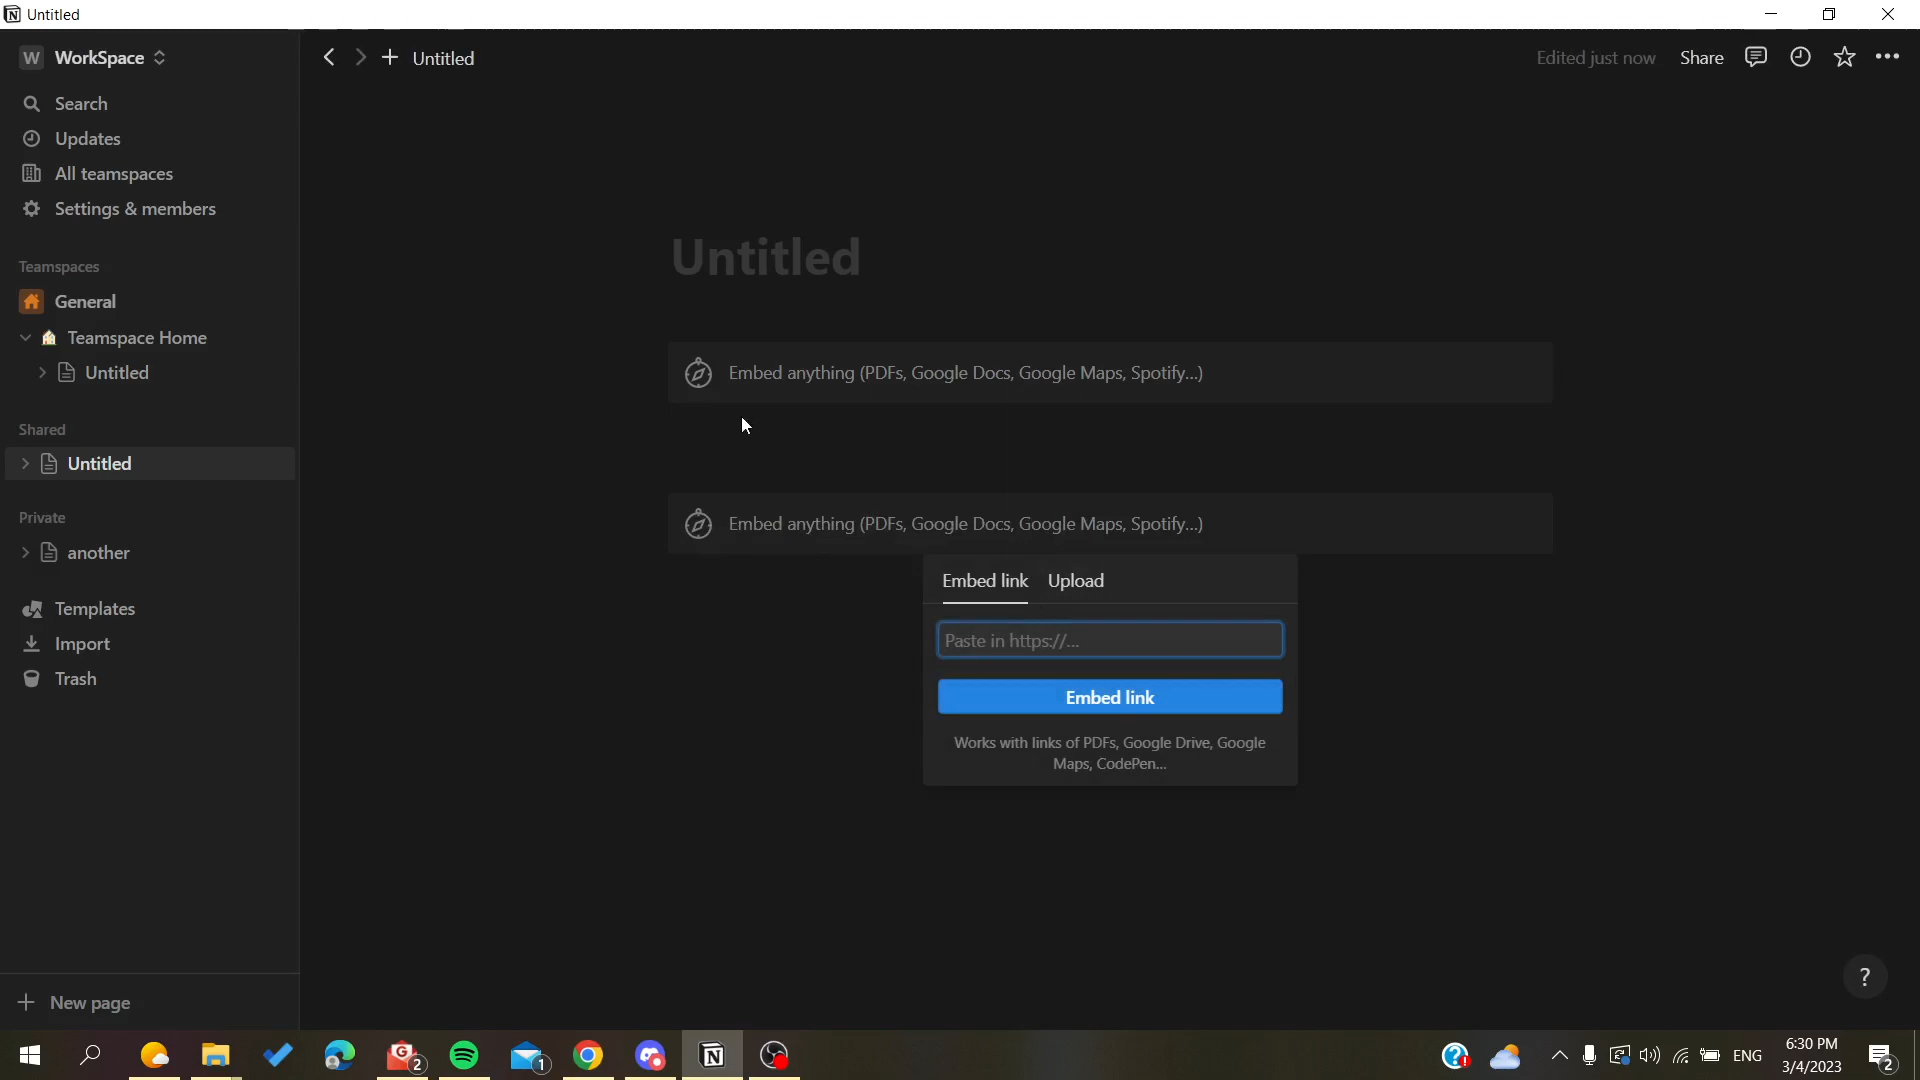 Untitled
W WorkSpace
Untitled
Edited just now Share
Search
Updates
All teamspaces
Settings & members
Teamspaces
General
Teamspace Home
Untitled
Shared
Untitled
Private
another
Templates
Import
Trash
New page
Untitled
Embed anything (PDFs, Google Docs, Google Maps, Spotify...)
Embed anything (PDFs, Google Docs, Google Maps, Spotify...)
Embed link Upload
Paste in https://...
Embed link
Works with links of PDFs, Google Drive, Google
Maps, CodePen...
?
2
1
ENG
6:30 PM
3/4/2023
2